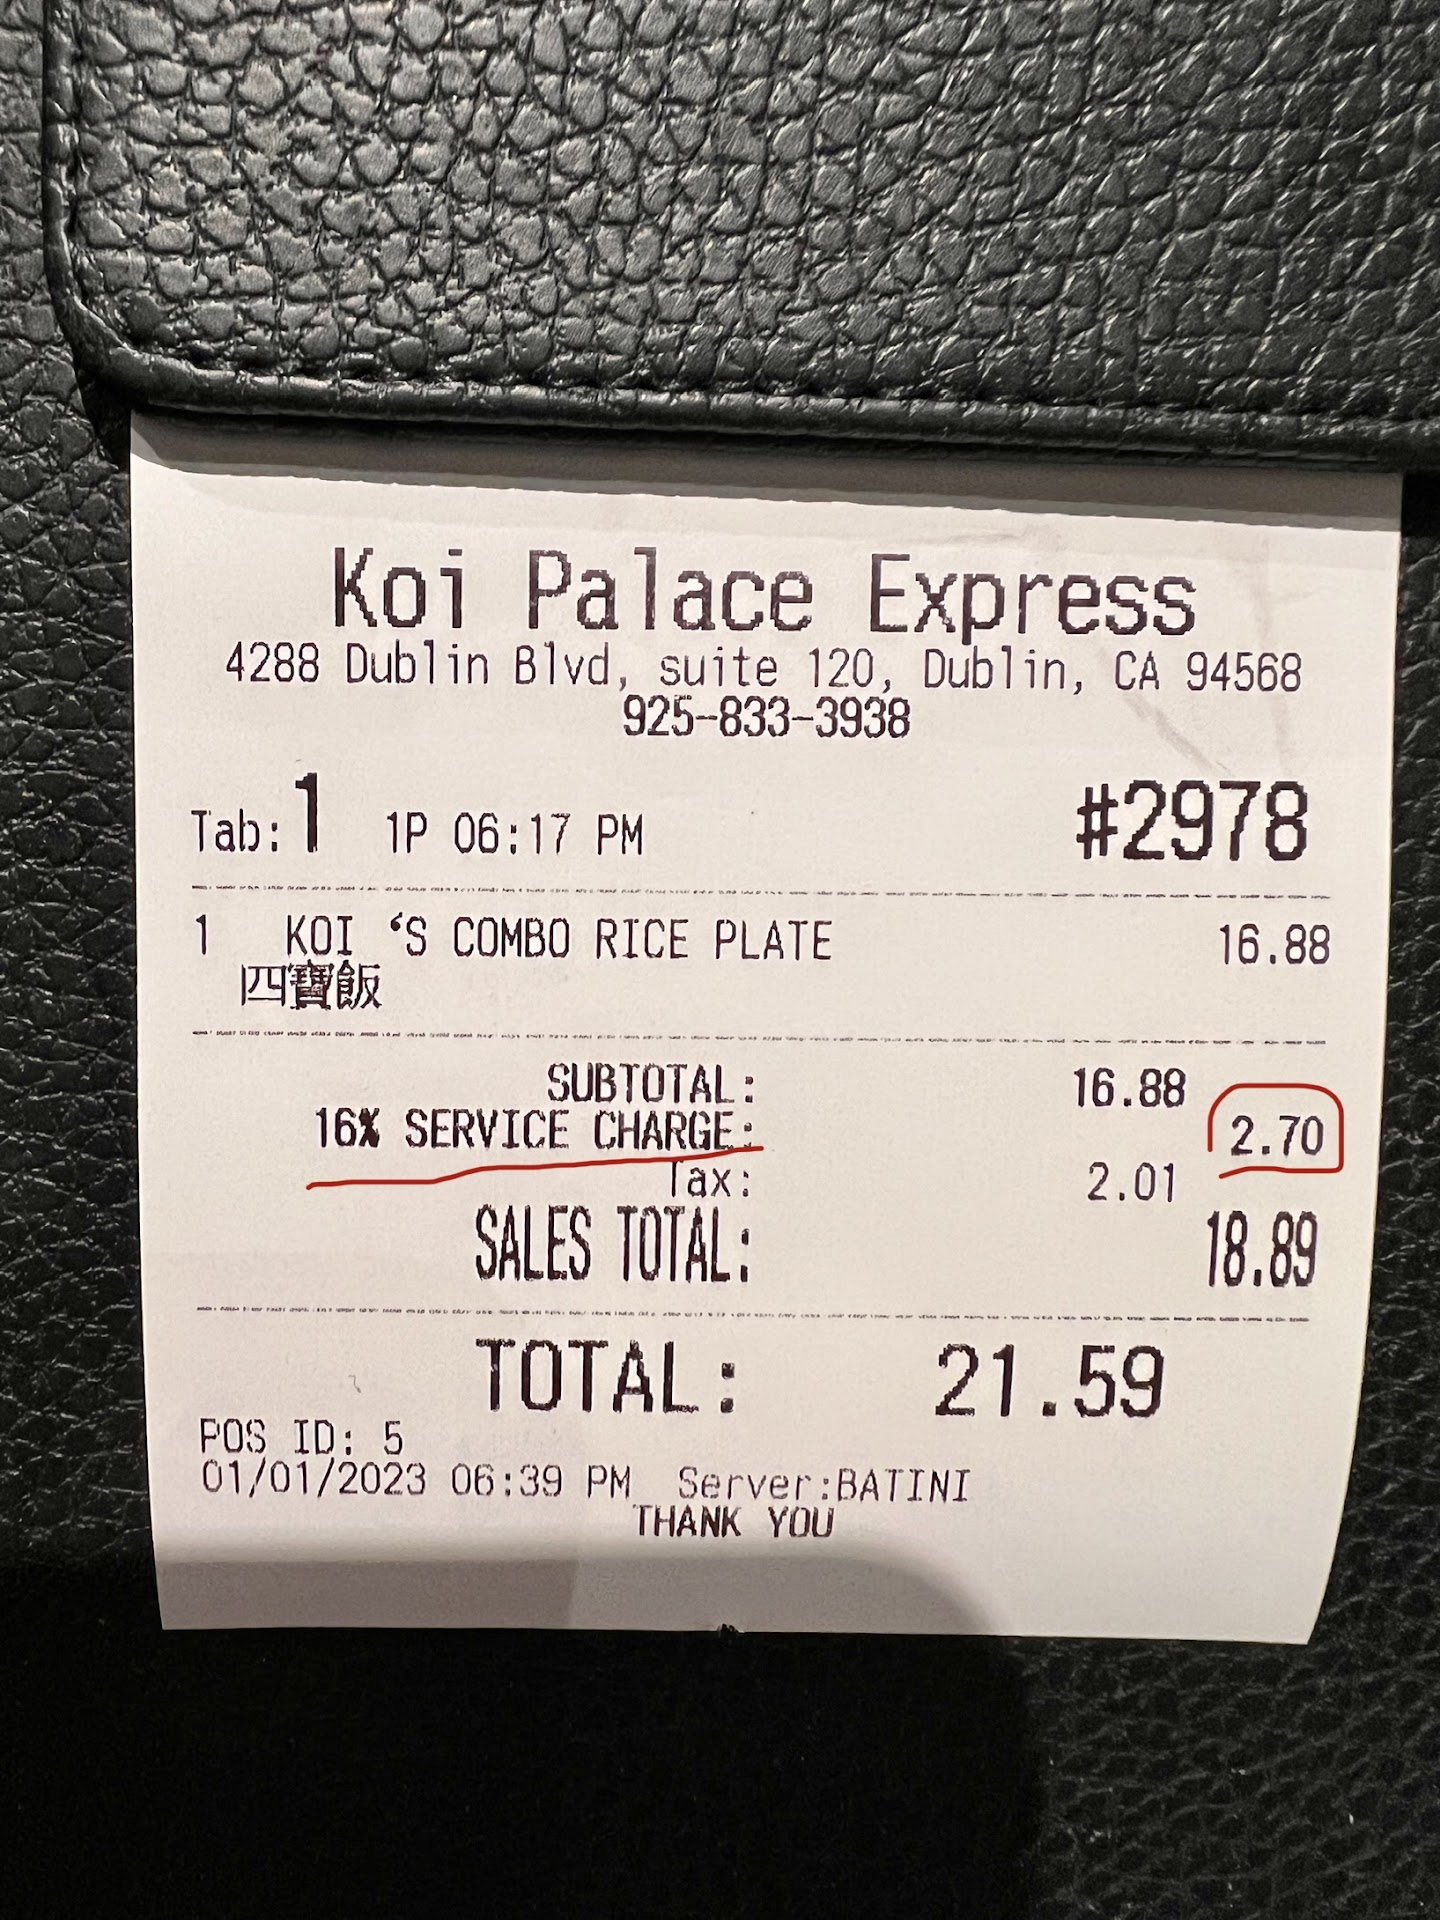 Koi Palace Express
4288 Dublin Blvd, suite 120, Dublin, CA 94568
925-833-3938
Tab: 1 1P 06:17 PM #2978
1 KOI 'S COMBO RICE PLATE 16.88
四寶飯
SUBTOTAL: 16.88
16% SERVICE CHARGE: 2.70
Tax: 2.01
SALES TOTAL: 18.89
TOTAL: 21.59
POS ID: 5
01/01/2023 06:39 PM Server:BATINI
THANK YOU